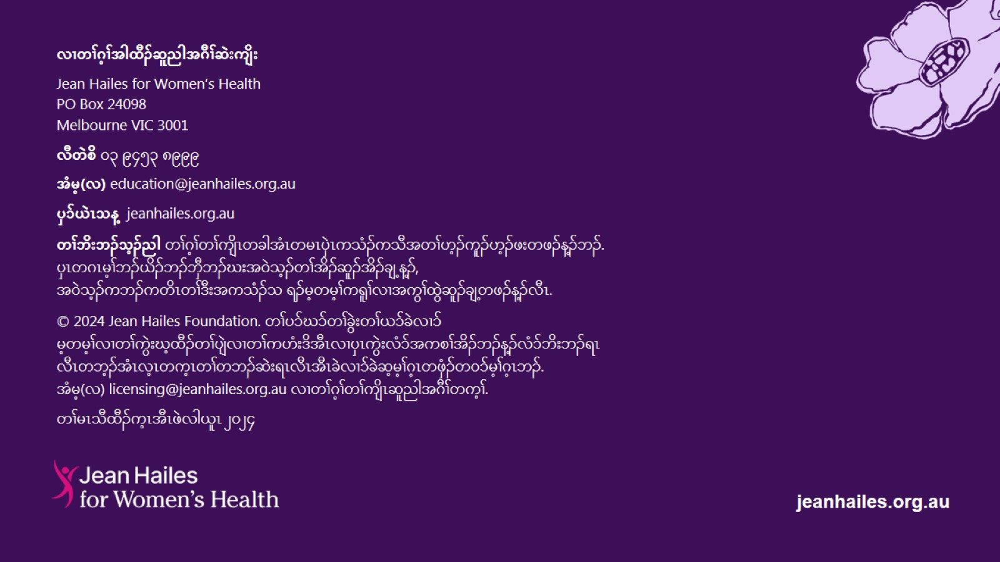 လၢတၢ်ဂ့ၢ်အါထီၣ်ဆူညါအဂီၢ်ဆဲးကျိး
Jean Hailes for Women’s Health
PO Box 24098
Melbourne VIC 3001
လီတဲစိ ၀၃ ၉၄၅၃ ၈၉၉၉
အံမ့(လ) education@jeanhailes.org.au
ပှာ်ယဲၤသန့ jeanhailes.org.au
တၢ်ဘိးဘၣ်သ့ၣ်ညါ တၢ်ဂ့ၢ်တၢ်ကျိၤတခါအံၤတမၤပှဲၤကသံၣ်ကသီအတၢ်ဟ့ၣ်ကူၣ်ဟ့ၣ်ဖးတဖၣ်န့ၣ်ဘၣ်.
ပှၤတဂၤမ့ၢ်ဘၣ်ယိၣ်ဘၣ်ဘှီဘၣ်ဃးအဝဲသ့ၣ်တၢ်အိၣ်ဆူၣ်အိၣ်ချ့န့ၣ်,
အဝဲသ့ၣ်ကဘၣ်ကတိၤတၢ်ဒီးအကသံၣ်သ ရၣ်မ့တမ့ၢ်ကရူၢ်လၢအကွၢ်ထွဲဆူၣ်ချ့တဖၣ်န့ၣ်လီၤ.
© 2024 Jean Hailes Foundation. တၢ်ပာ်ဃာ်တၢ်ခွဲးတၢ်ယာ်ခဲလၢာ်
မ့တမ့ၢ်လၢတၢ်ကွဲးဃ့ထီၣ်တၢ်ပျဲလၢတၢ်ကဟံးဒိအီၤလၢပှၤကွဲးလံာ်အကစၢ်အိၣ်ဘၣ်န့ၣ်လံာ်ဘိးဘၣ်ရၤ
လီၤတဘ့ၣ်အံၤလ့ၤတက့ၤတၢ်တဘၣ်ဆဲးရၤလီၤအီၤခဲလၢာ်ခဲဆ့မ့ၢ်ဂ့ၤတဖှံၣ်တဝာ်မ့ၢ်ဂ့ၤဘၣ်.
အံမ့(လ) licensing@jeanhailes.org.au လၢတၢ်ဂ့ၢ်တၢ်ကျိၤဆူညါအဂီၢ်တက့ၢ်.
တၢ်မၤသီထီၣ်က့ၤအီၤဖဲလါယူၤ ၂၀၂၄
Jean Hailes
for Women’s Health
jeanhailes.org.au